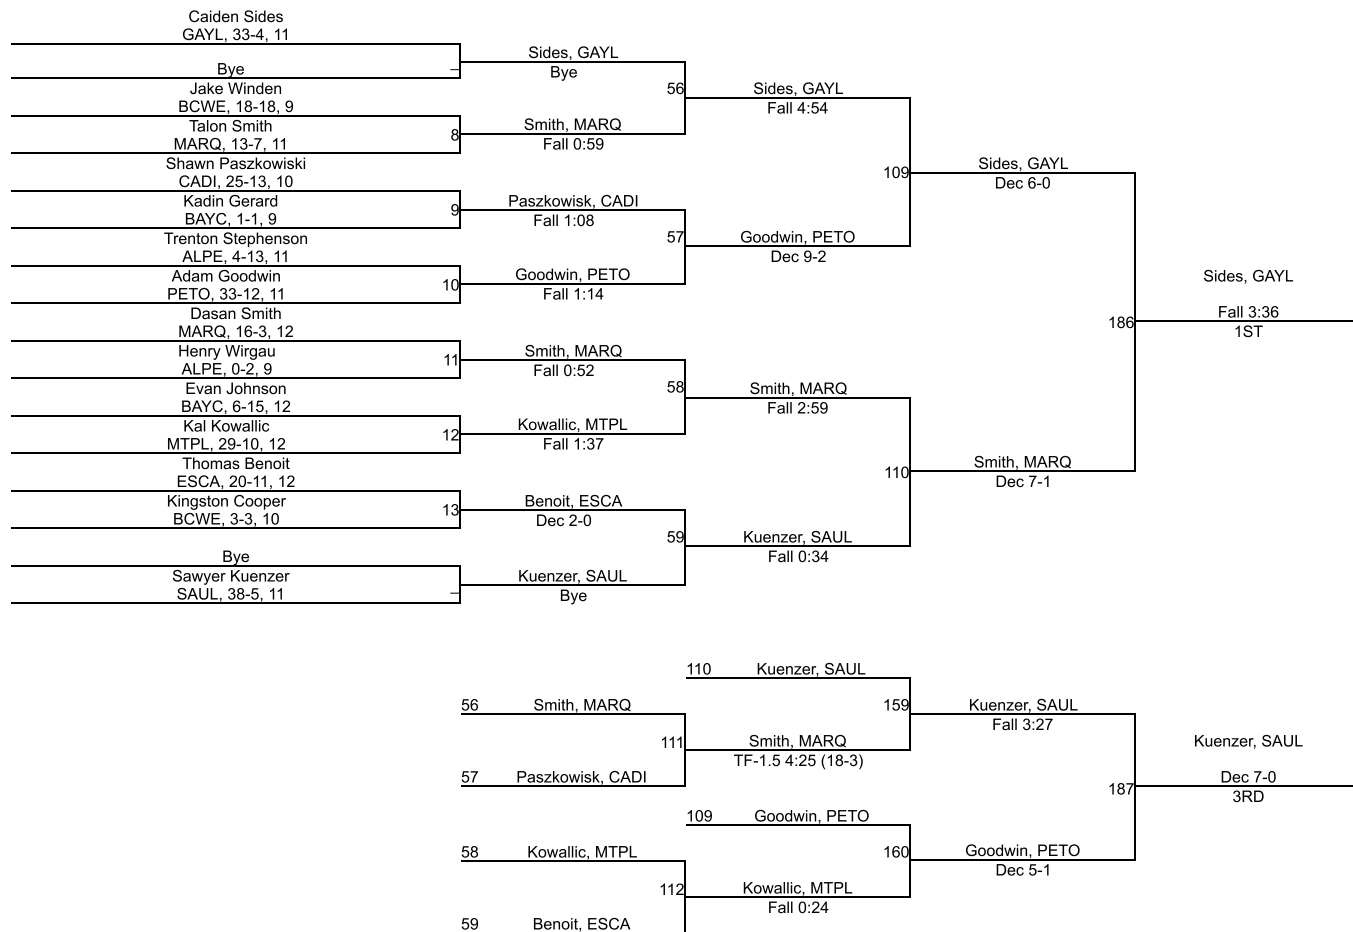 Caiden Sides
GAYL, 33-4, 11
Bye
Jake Winden
BCWE, 18-18, 9
Talon Smith
MARQ, 13-7, 11
Shawn Paszkowiski
CADI, 25-13, 10
Kadin Gerard
BAYC, 1-1, 9
Trenton Stephenson
ALPE, 4-13, 11
Adam Goodwin
PETO, 33-12, 11
Dasan Smith
MARQ, 16-3, 12
Henry Wirgau
ALPE, 0-2, 9
Evan Johnson
BAYC, 6-15, 12
Kal Kowallic
MTPL, 29-10, 12
Thomas Benoit
ESCA, 20-11, 12
Kingston Cooper
BCWE, 3-3, 10
Bye
Sawyer Kuenzer
SAUL, 38-5, 11
–
8
9
10
11
12
13
–
Sides, GAYL
Bye
Smith, MARQ
Fall 0:59
Paszkowisk, CADI
Fall 1:08
Goodwin, PETO
Fall 1:14
Smith, MARQ
Fall 0:52
Kowallic, MTPL
Fall 1:37
Benoit, ESCA
Dec 2-0
Kuenzer, SAUL
Bye
56
57
58
59
Sides, GAYL
Fall 4:54
Goodwin, PETO
Dec 9-2
Smith, MARQ
Fall 2:59
Kuenzer, SAUL
Fall 0:34
109
110
Sides, GAYL
Dec 6-0
Smith, MARQ
Dec 7-1
186
Sides, GAYL
Fall 3:36
1ST
56 Smith, MARQ
57 Paszkowisk, CADI
58 Kowallic, MTPL
59 Benoit, ESCA
111
112
110 Kuenzer, SAUL
Smith, MARQ
TF-1.5 4:25 (18-3)
109 Goodwin, PETO
Kowallic, MTPL
Fall 0:24
159
160
Kuenzer, SAUL
Fall 3:27
Goodwin, PETO
Dec 5-1
187
Kuenzer, SAUL
Dec 7-0
3RD